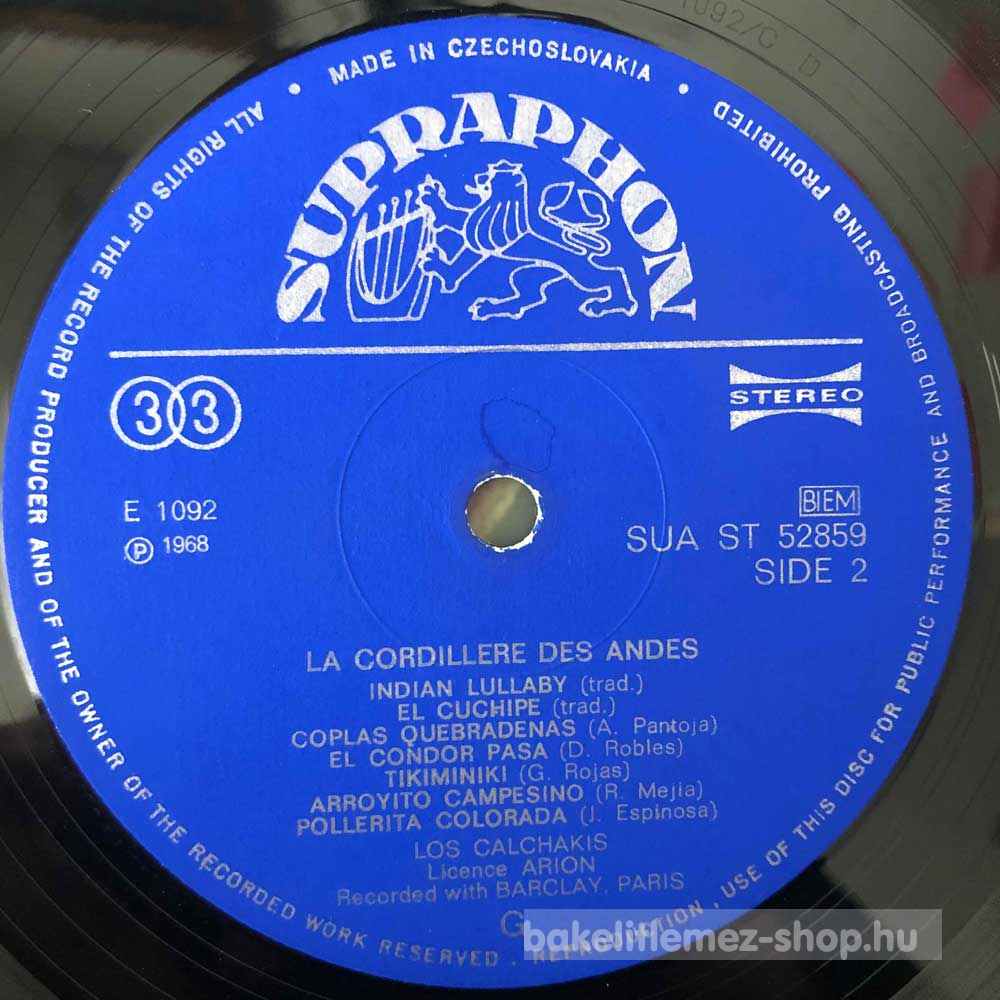 1092/C D
MADE IN CZECHOSLOVAKIA •
ALL RIGHTS OF THE RECORD PRODUCER AND OF THE OWNER OF THE RECORDED WORK RESERVED . REPRODUCTION, USE OF THIS DISC FOR PUBLIC PERFORMANCE AND BROADCASTING PROHIBITED •
SUPRAPHON
33
STEREO
E 1092
BIEM
℗ 1968
SUA ST 52859
SIDE 2
LA CORDILLERE DES ANDES
INDIAN LULLABY (trad.)
EL CUCHIPE (trad.)
COPLAS QUEBRADENAS (A. Pantoja)
EL CONDOR PASA (D. Robles)
TIKIMINIKI (G. Rojas)
ARROYITO CAMPESINO (R. Mejia)
POLLERITA COLORADA (J. Espinosa)
LOS CALCHAKIS
Licence ARION
Recorded with BARCLAY, PARIS
G
bakelitlemez-shop.hu